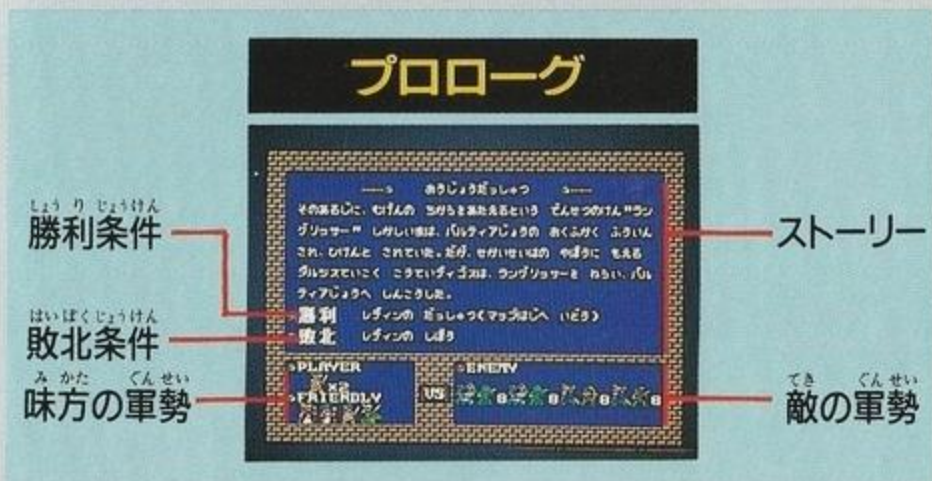 プロローグ
おうじょうだっしゅつ
そのあるじに、むげんの ちからをあたえるという でんせつのけん"ラン
グリッサー" しかしいまは、バルティアじょうの おくふかく ふういん
され、ひけんと されていた。だが、せかいせいはの やぼうに もえる
ダルシスていこく こうていディゴスは、ラングリッサーを ねらい、バル
ティアじょうへ しんこうした。
勝利 レディンの だっしゅつ(マップはじへ いどう)
敗北 レディンの しぼう
PLAYER
×2
FRIENDLY
VS
ENEMY
8 8 8 8
しょうりじょうけん
勝利条件
はいぼくじょうけん
敗北条件
みかた ぐんせい
味方の軍勢
ストーリー
てき ぐんせい
敵の軍勢